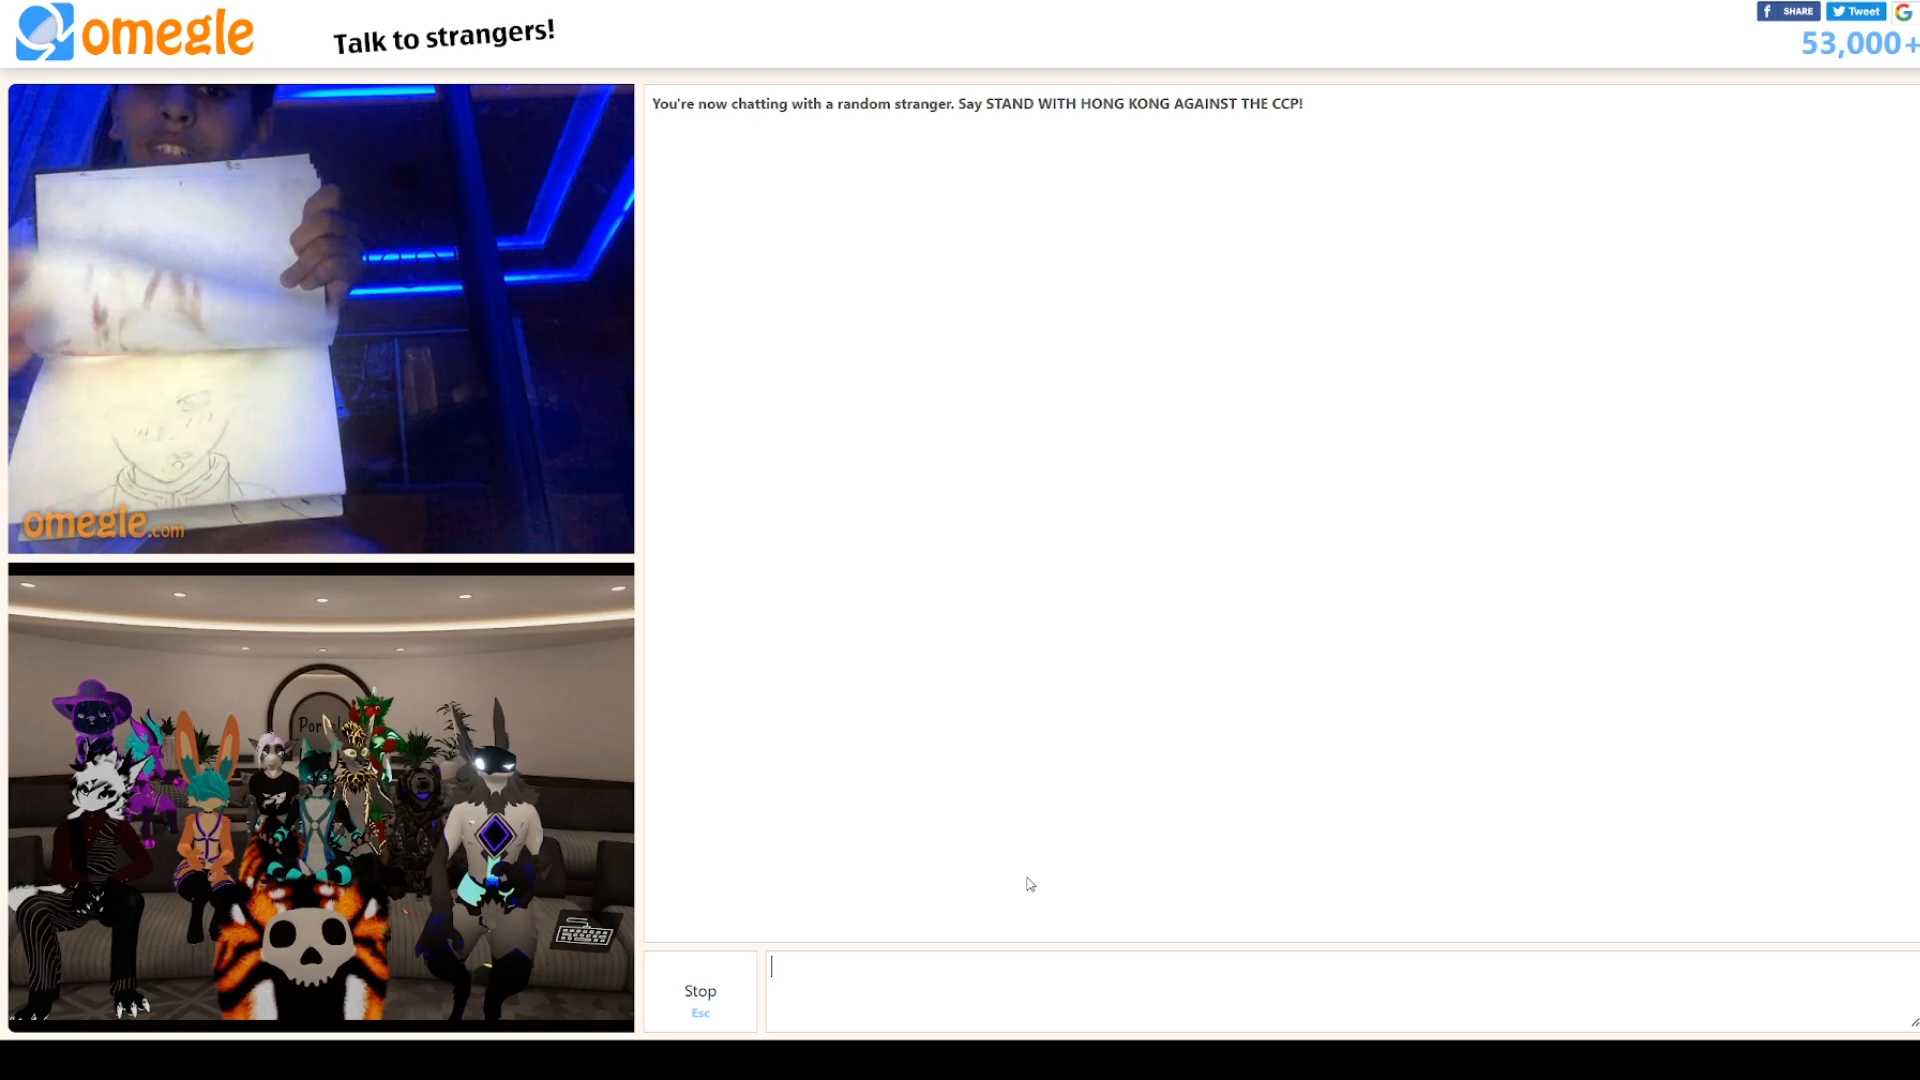 omegle
Talk to strangers!
SHARE
Tweet
53,000+
You're now chatting with a random stranger. Say STAND WITH HONG KONG AGAINST THE CCP!
omegle.com
Stop
Esc